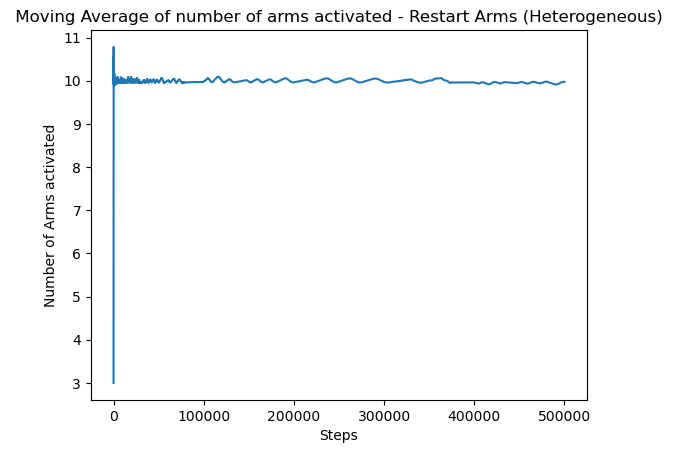 Moving Average of number of arms activated - Restart Arms (Heterogeneous)
11
10
9
8
7
6
5
4
3
Number of Arms activated
0 100000 200000 300000 400000 500000
Steps